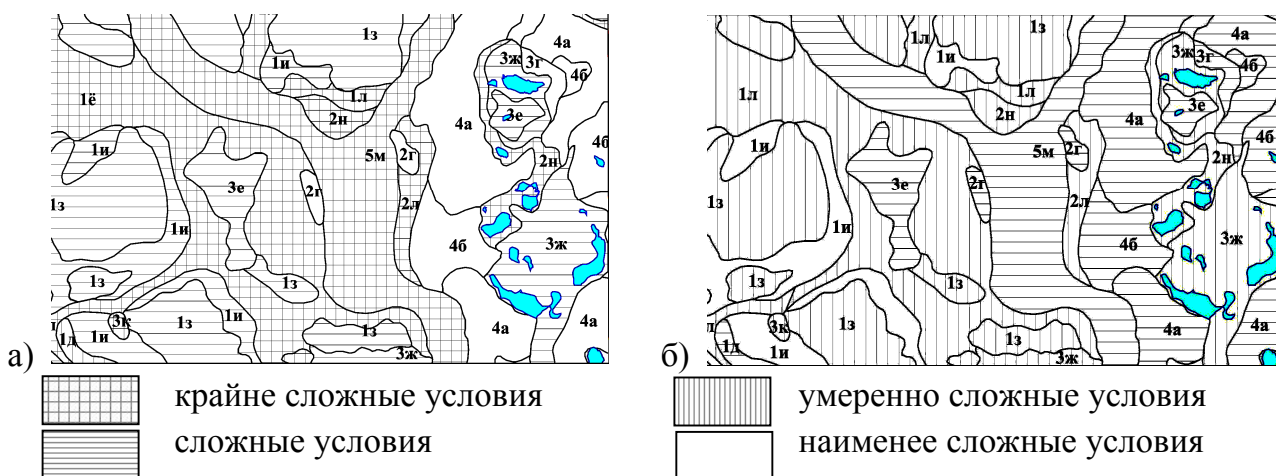 1з
1л
1з
4а
3ж
3г
4а
3ж
3г
4б
1и
4б
1и
1ё
1л
2н
3е
4а
1л
1л
2н
3е
4а
1и
5м
2г
2н
4б
1и
5м
2г
2н
4б
3е
2г
3е
2г
1з
2л
1з
2л
1и
4б
3ж
1и
4б
3ж
1з
1з
1з
1з
3к
1з
1и
3к
1з
1д
1и
1з
4а
4а
1д
1и
1з
4а
4а
3ж
3ж
а)
б)
крайне сложные условия
умеренно сложные условия
сложные условия
наименее сложные условия